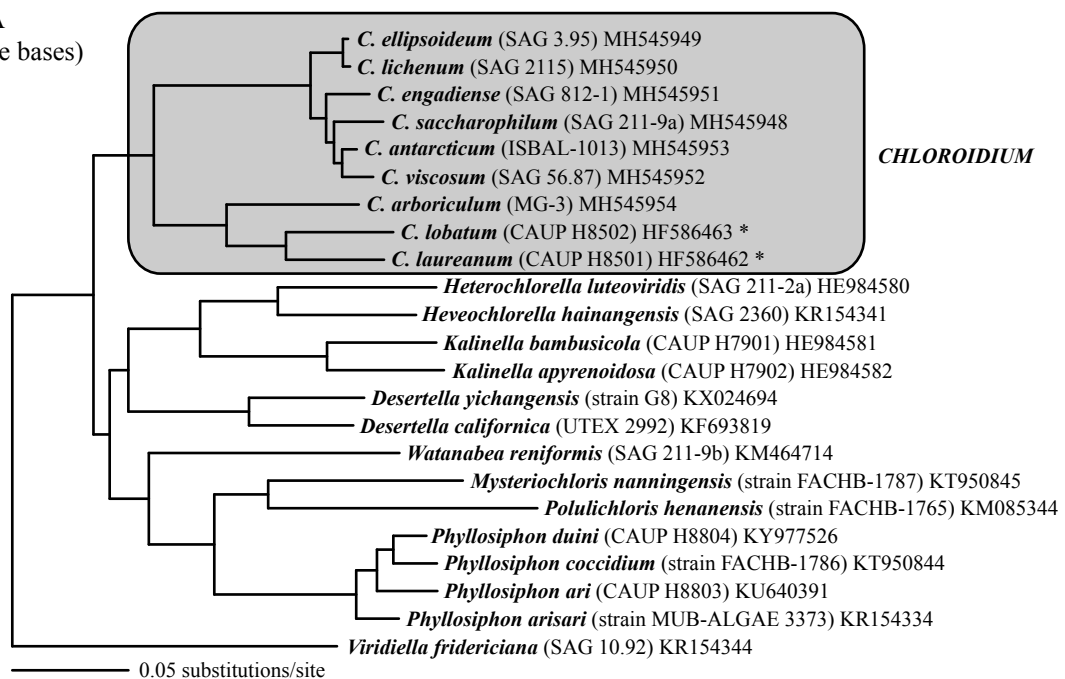 A
e bases)
C. ellipsoideum (SAG 3.95) MH545949
C. lichenum (SAG 2115) MH545950
C. engadiense (SAG 812-1) MH545951
C. saccharophilum (SAG 211-9a) MH545948
C. antarcticum (ISBAL-1013) MH545953
CHLOROIDIUM
C. viscosum (SAG 56.87) MH545952
C. arboriculum (MG-3) MH545954
C. lobatum (CAUP H8502) HF586463 *
C. laureanum (CAUP H8501) HF586462 *
Heterochlorella luteoviridis (SAG 211-2a) HE984580
Heveochlorella hainangensis (SAG 2360) KR154341
Kalinella bambusicola (CAUP H7901) HE984581
Kalinella apyrenoidosa (CAUP H7902) HE984582
Desertella yichangensis (strain G8) KX024694
Desertella californica (UTEX 2992) KF693819
Watanabea reniformis (SAG 211-9b) KM464714
Mysteriochloris nanningensis (strain FACHB-1787) KT950845
Polulichloris henanensis (strain FACHB-1765) KM085344
Phyllosiphon duini (CAUP H8804) KY977526
Phyllosiphon coccidium (strain FACHB-1786) KT950844
Phyllosiphon ari (CAUP H8803) KU640391
Phyllosiphon arisari (strain MUB-ALGAE 3373) KR154334
Viridiella fridericiana (SAG 10.92) KR154344
0.05 substitutions/site